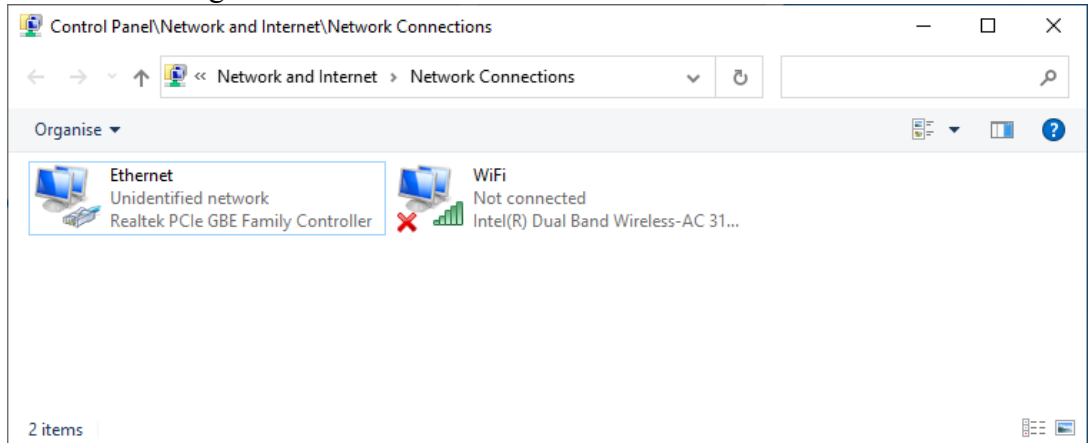 Control Panel\Network and Internet\Network Connections
« Network and Internet › Network Connections
Organise
Ethernet
Unidentified network
Realtek PCIe GBE Family Controller
WiFi
Not connected
Intel(R) Dual Band Wireless-AC 31...
2 items